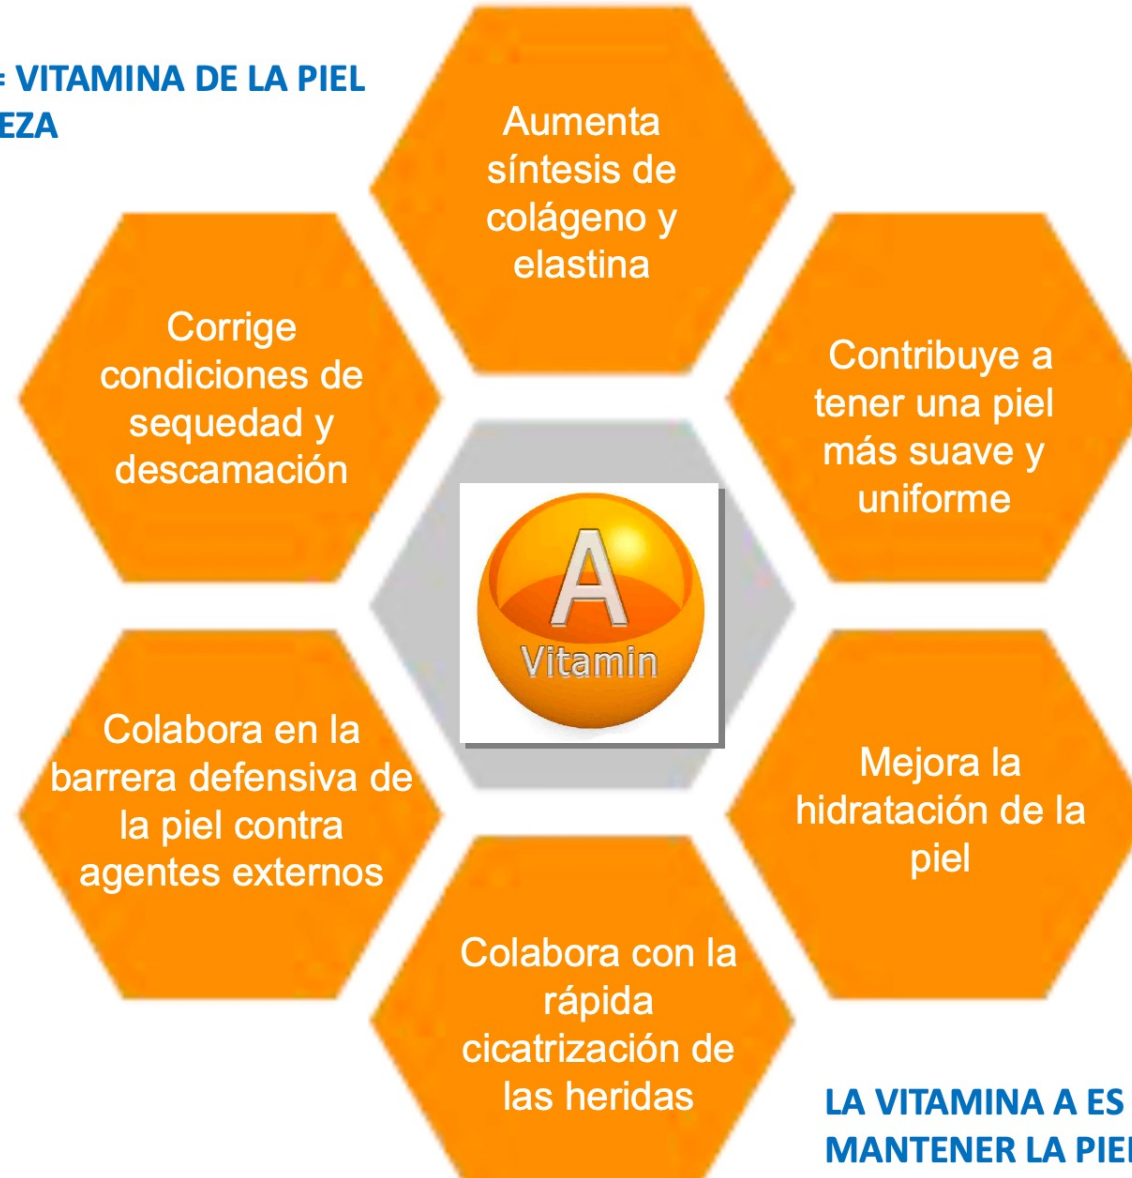 = VITAMINA DE LA PIEL
EZA
Aumenta
síntesis de
colágeno y
elastina
Corrige
condiciones de
sequedad y
descamación
Contribuye a
tener una piel
más suave y
uniforme
A
Vitamin
Colabora en la
barrera defensiva de
la piel contra
agentes externos
Mejora la
hidratación de la
piel
Colabora con la
rápida
cicatrización de
las heridas
LA VITAMINA A ES
MANTENER LA PIEL